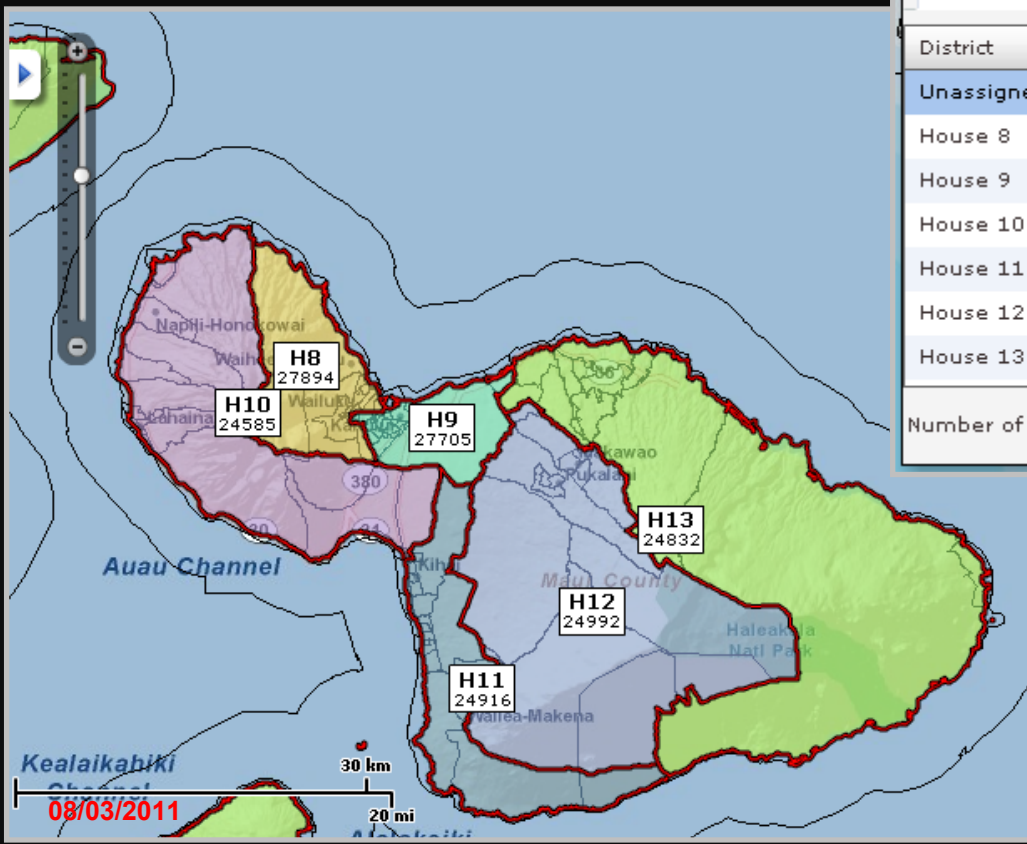 District
Unassigne
House 8
House 9
House 10
House 11
House 12
House 13
Number of
Napili-Honokowai
H8
27894
Wailuku
H10
24585
Lahaina
H9
27705
380
30
31
36
Makawao
Pukalani
H13
24832
Auau Channel
Kihei
Maui County
H12
24992
Haleakala
Natl Park
H11
24916
Wailea-Makena
Kealaikahiki
Channel
30 km
08/03/2011
20 mi
Alalakeiki